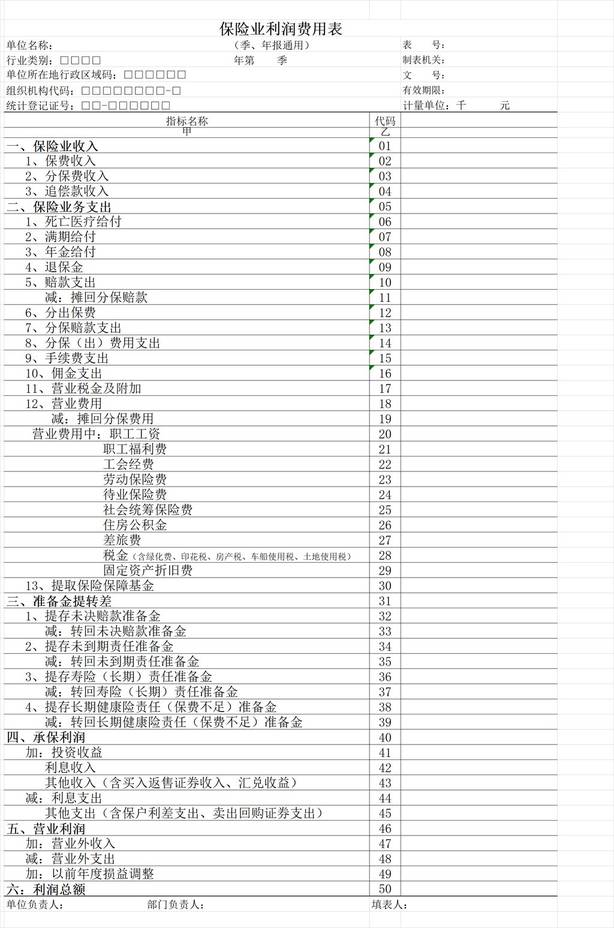 保险业利润费用表
单位名称： （季、年报通用） 表　　号：
行业类别：□□□□ 年第　　季 制表机关：
单位所在地行政区域码：□□□□□□ 文　　号：
组织机构代码：□□□□□□□□-□ 有效期限：
统计登记证号：□□-□□□□□□ 计量单位：千　　　元
指标名称 代码
甲 乙
一、保险业收入 01
1、保费收入 02
2、分保费收入 03
3、追偿款收入 04
二、保险业务支出 05
1、死亡医疗给付 06
2、满期给付 07
3、年金给付 08
4、退保金 09
5、赔款支出 10
减：摊回分保赔款 11
6、分出保费 12
7、分保赔款支出 13
8、分保（出）费用支出 14
9、手续费支出 15
10、佣金支出 16
11、营业税金及附加 17
12、营业费用 18
减：摊回分保费用 19
营业费用中：职工工资 20
职工福利费 21
工会经费 22
劳动保险费 23
待业保险费 24
社会统筹保险费 25
住房公积金 26
差旅费 27
税金（含绿化费、印花税、房产税、车船使用税、土地使用税） 28
固定资产折旧费 29
13、提取保险保障基金 30
三、准备金提转差 31
1、提存未决赔款准备金 32
减：转回未决赔款准备金 33
2、提存未到期责任准备金 34
减：转回未到期责任准备金 35
3、提存寿险（长期）责任准备金 36
减：转回寿险（长期）责任准备金 37
4、提存长期健康险责任（保费不足）准备金 38
减：转回长期健康险责任（保费不足）准备金 39
四、承保利润 40
加：投资收益 41
利息收入 42
其他收入（含买入返售证券收入、汇兑收益） 43
减：利息支出 44
其他支出（含保户利差支出、卖出回购证券支出） 45
五、营业利润 46
加：营业外收入 47
减：营业外支出 48
加：以前年度损益调整 49
六：利润总额 50
单位负责人： 部门负责人： 填表人：